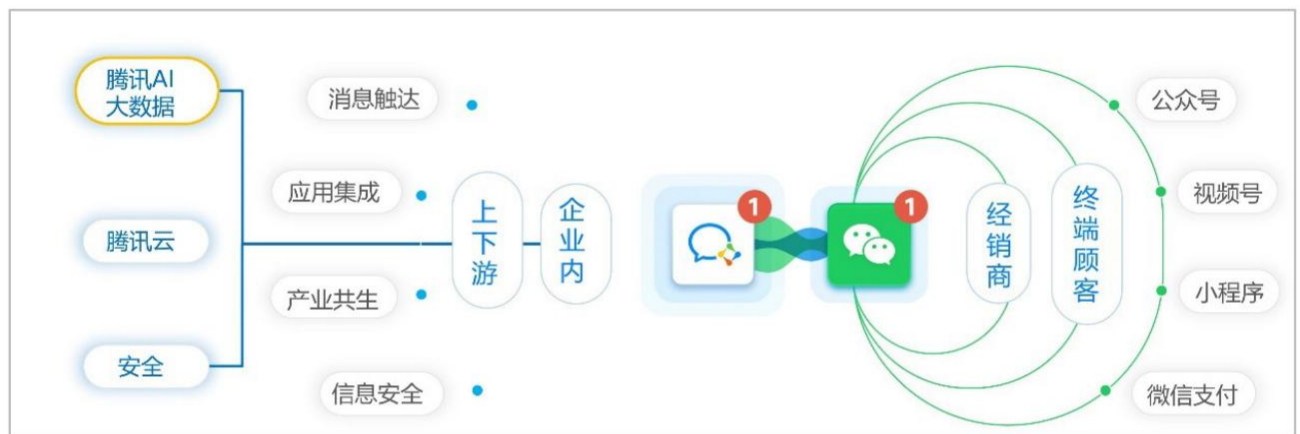 腾讯AI
大数据
腾讯云
安全
消息触达
应用集成
产业共生
信息安全
上下游
企业内
1
1
经销商
终端顾客
公众号
视频号
小程序
微信支付